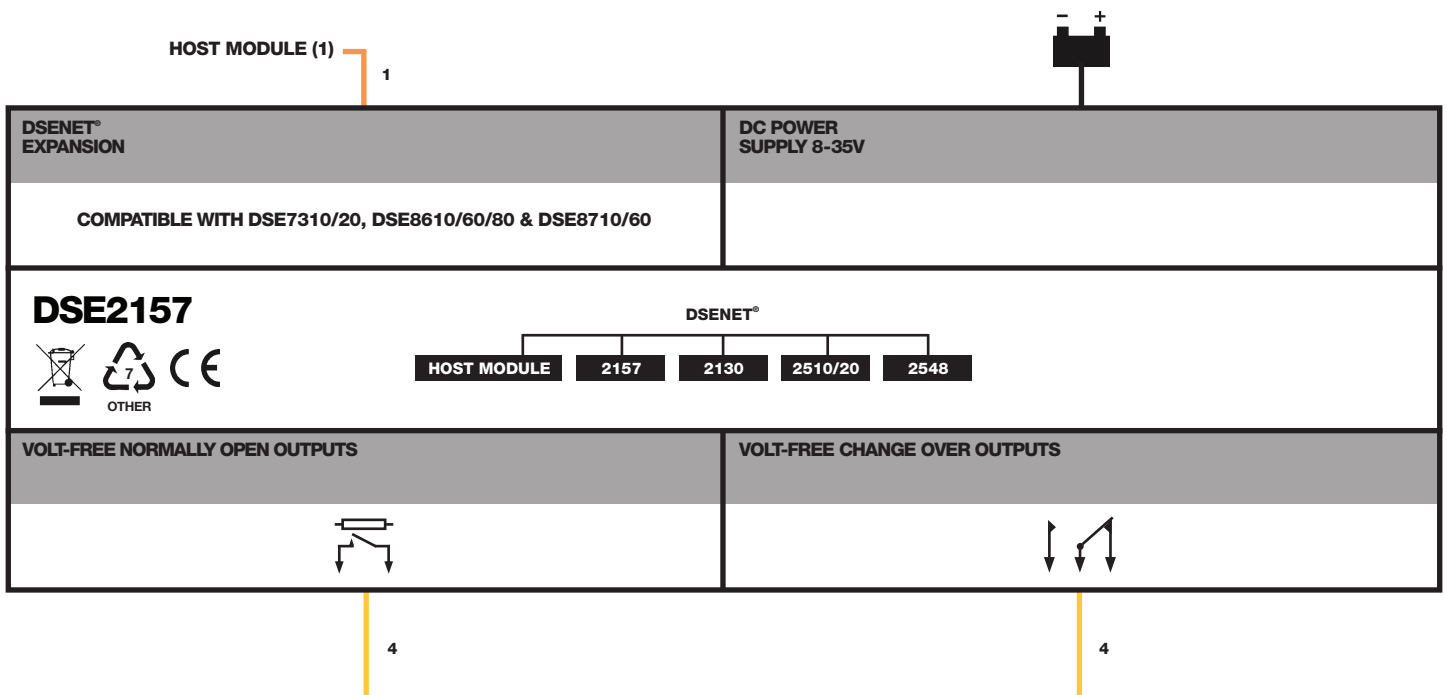 HOST MODULE (1)
1
- +
DSENET®
EXPANSION
DC POWER
SUPPLY 8-35V
COMPATIBLE WITH DSE7310/20, DSE8610/60/80 & DSE8710/60
DSE2157
7
OTHER
CE
DSENET®
HOST MODULE
2157
2130
2510/20
2548
VOLT-FREE NORMALLY OPEN OUTPUTS
VOLT-FREE CHANGE OVER OUTPUTS
4
4